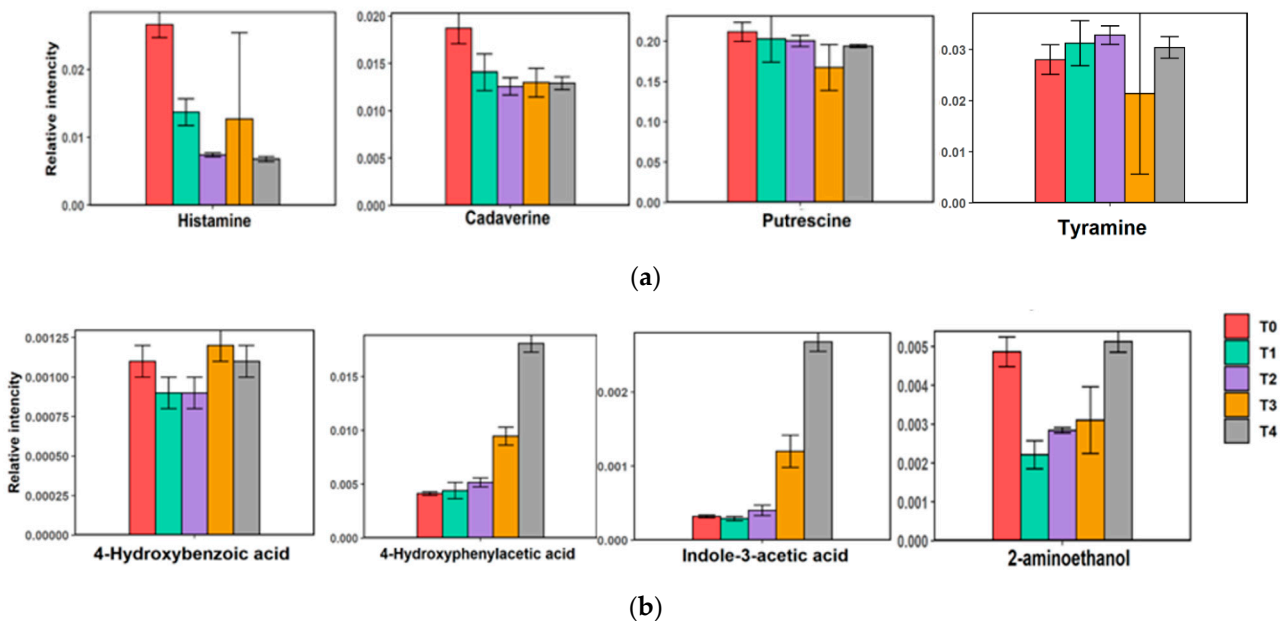 Relative intencity
0.02
0.01
0.00
Histamine
0.020
0.015
0.010
0.005
0.000
Cadaverine
0.20
0.15
0.10
0.05
0.00
Putrescine
0.03
0.02
0.01
0.00
Tyramine
(a)
Relative intencity
0.00125
0.00100
0.00075
0.00050
0.00025
0.00000
4-Hydroxybenzoic acid
0.015
0.010
0.005
0.000
4-Hydroxyphenylacetic acid
0.002
0.001
0.000
Indole-3-acetic acid
0.005
0.004
0.003
0.002
0.001
0.000
2-aminoethanol
T0
T1
T2
T3
T4
(b)